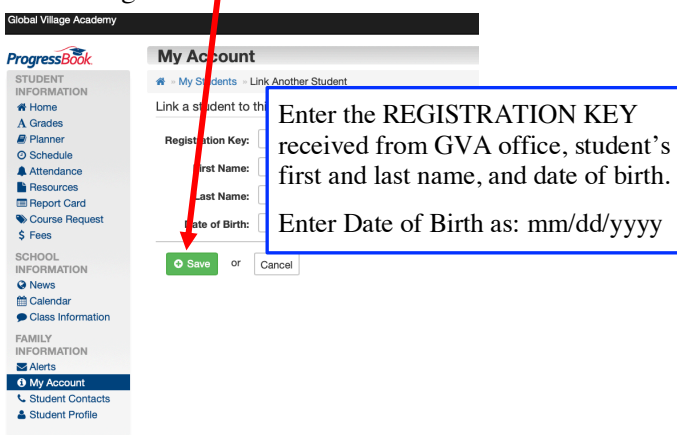 Global Village Academy
ProgressBook
STUDENT
INFORMATION
Home
Grades
Planner
Schedule
Attendance
Resources
Report Card
Course Request
$ Fees
SCHOOL
INFORMATION
News
Calendar
Class Information
FAMILY
INFORMATION
Alerts
My Account
Student Contacts
Student Profile
My Account
» My Students » Link Another Student
Link a student to
Registration Key:
First Name:
Last Name:
Date of Birth:
Save or Cancel
Enter the REGISTRATION KEY
received from GVA office, student’s
first and last name, and date of birth.
Enter Date of Birth as: mm/dd/yyyy